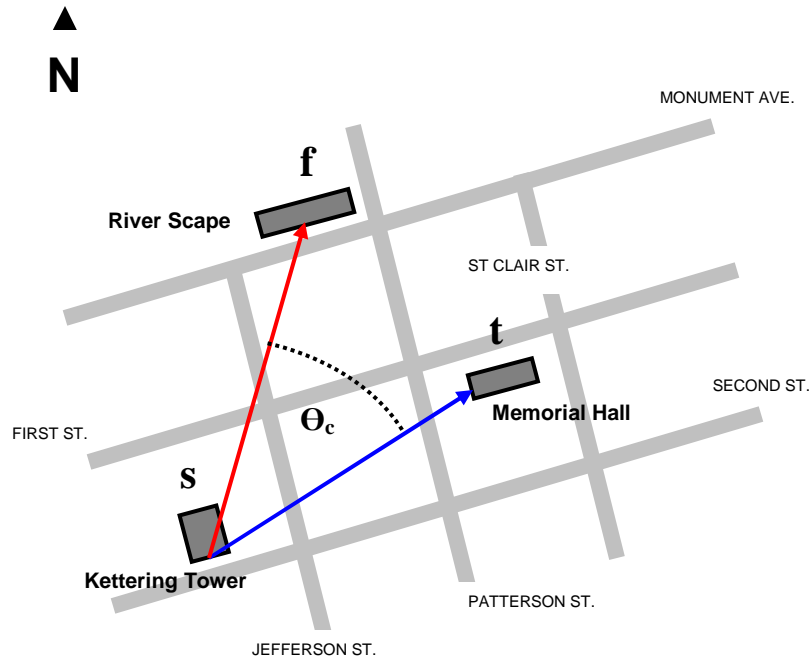 N
MONUMENT AVE.
f
River Scape
ST CLAIR ST.
t
SECOND ST.
Memorial Hall
FIRST ST.
Θc
s
Kettering Tower
PATTERSON ST.
JEFFERSON ST.